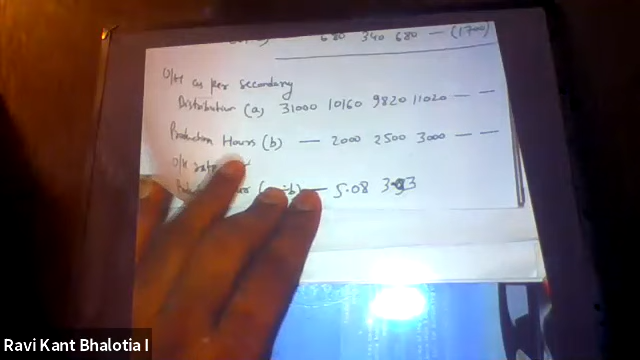 680 340 680 — (1700)
O/H as per secondary
Distribution (a) 31000 10160 9820 11020 — —
Production Hours (b) — 2000 2500 3000 — —
O/H rate
— 5.08 3.93
Ravi Kant Bhalotia I